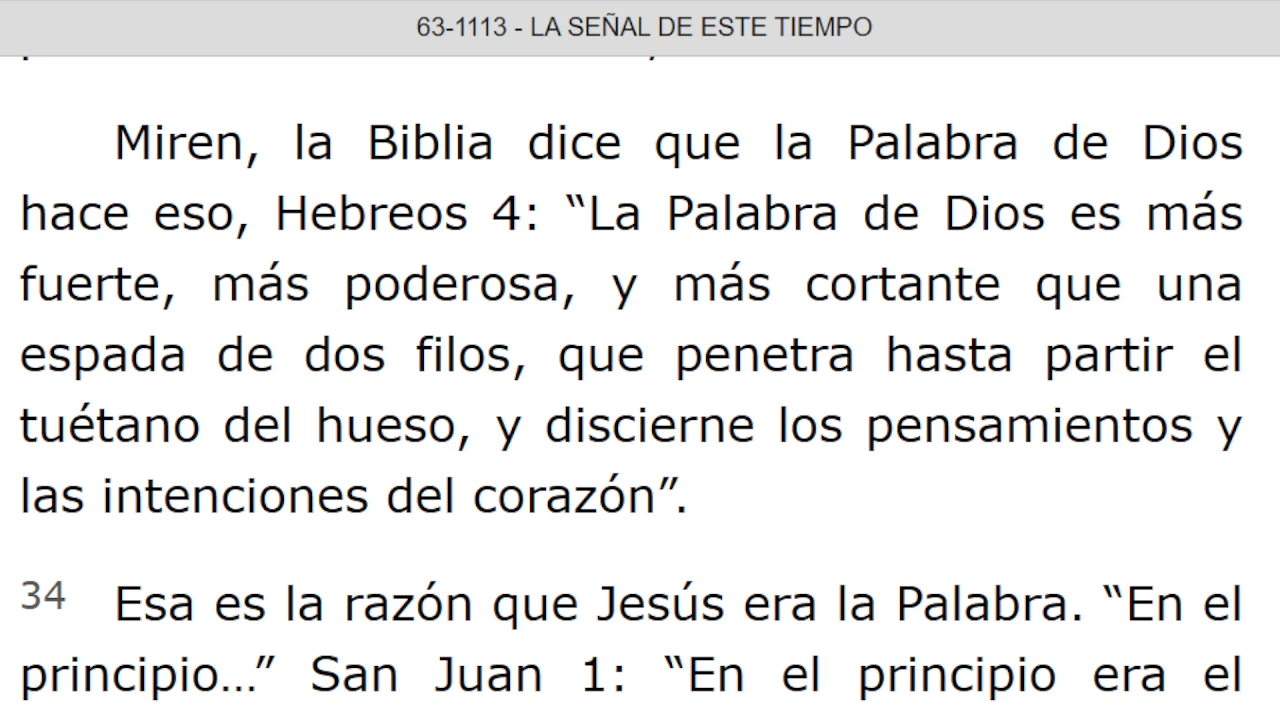 63-1113 - LA SEÑAL DE ESTE TIEMPO
Miren, la Biblia dice que la Palabra de Dios
hace eso, Hebreos 4: “La Palabra de Dios es más
fuerte, más poderosa, y más cortante que una
espada de dos filos, que penetra hasta partir el
tuétano del hueso, y discierne los pensamientos y
las intenciones del corazón”.
34 Esa es la razón que Jesús era la Palabra. “En el
principio…” San Juan 1: “En el principio era el